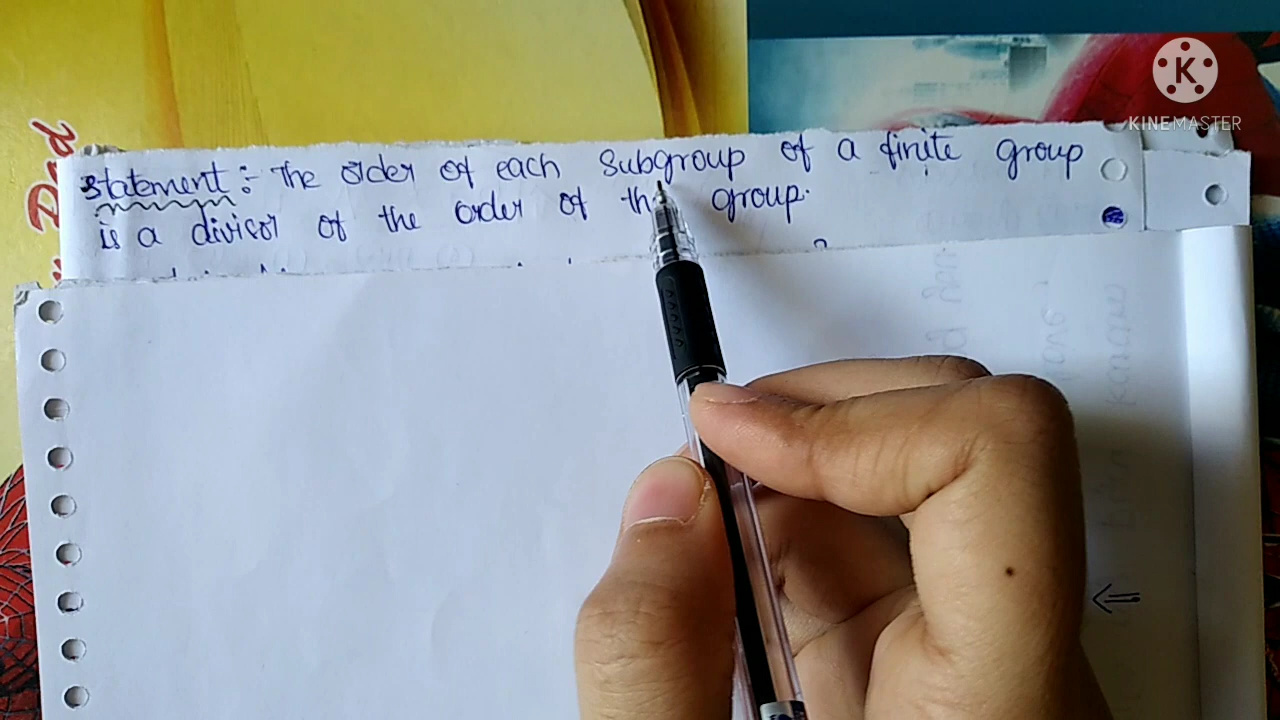 KINEMASTER
Statement :- The order of each subgroup of a finite group
is a divisor of the order of the group.